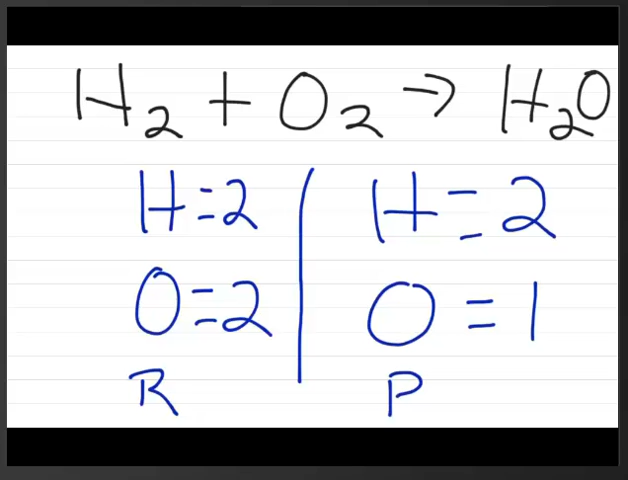 H₂ + O₂ → H₂O
H = 2 | H = 2
O = 2 | O = 1
R P